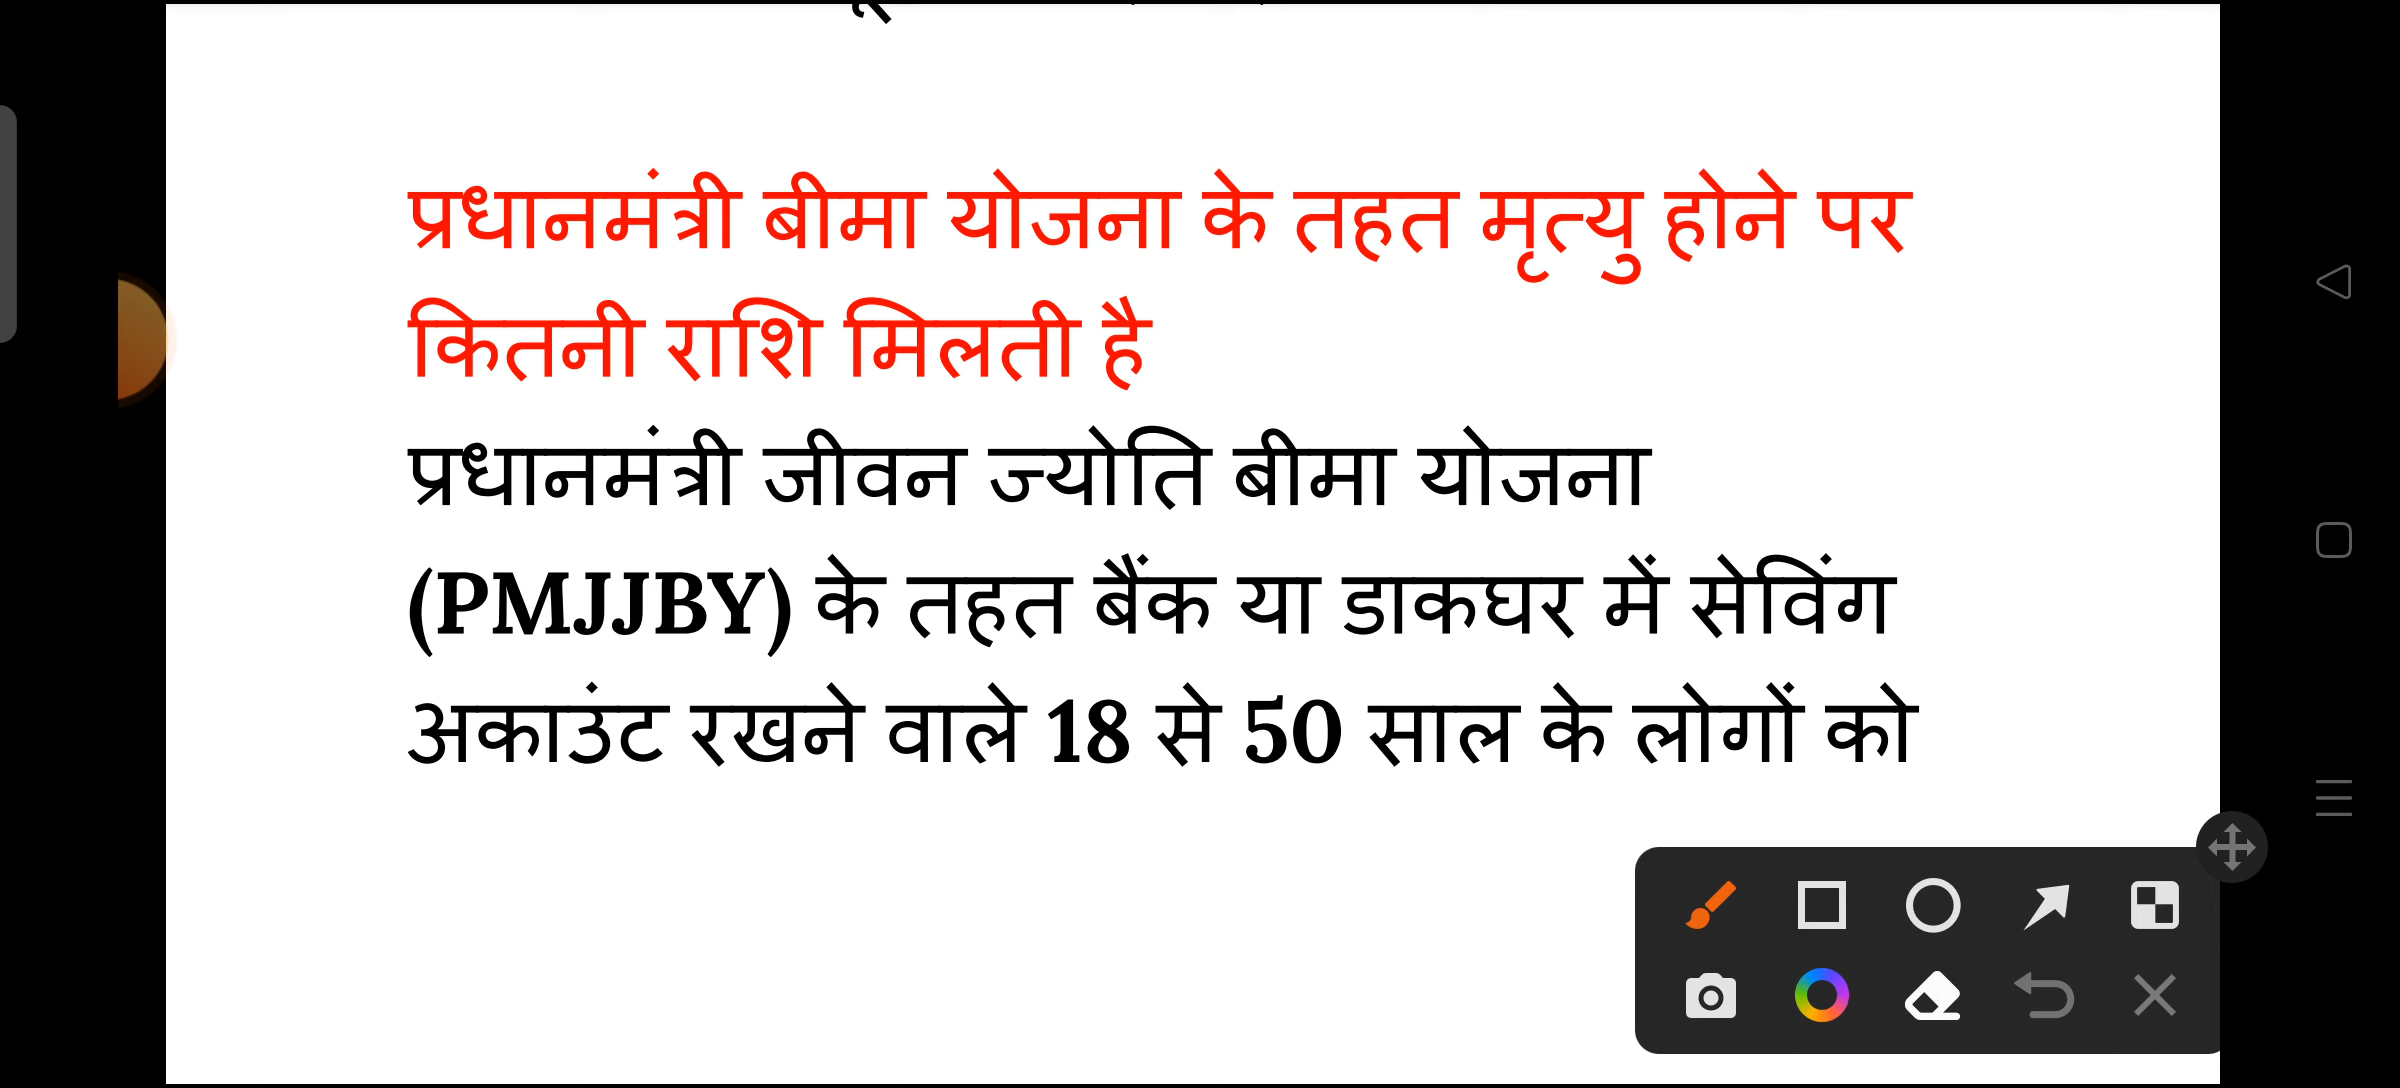 प्रधानमंत्री बीमा योजना के तहत मृत्यु होने पर
कितनी राशि मिलती है
प्रधानमंत्री जीवन ज्योति बीमा योजना
(PMJJBY) के तहत बैंक या डाकघर में सेविंग
अकाउंट रखने वाले 18 से 50 साल के लोगों को